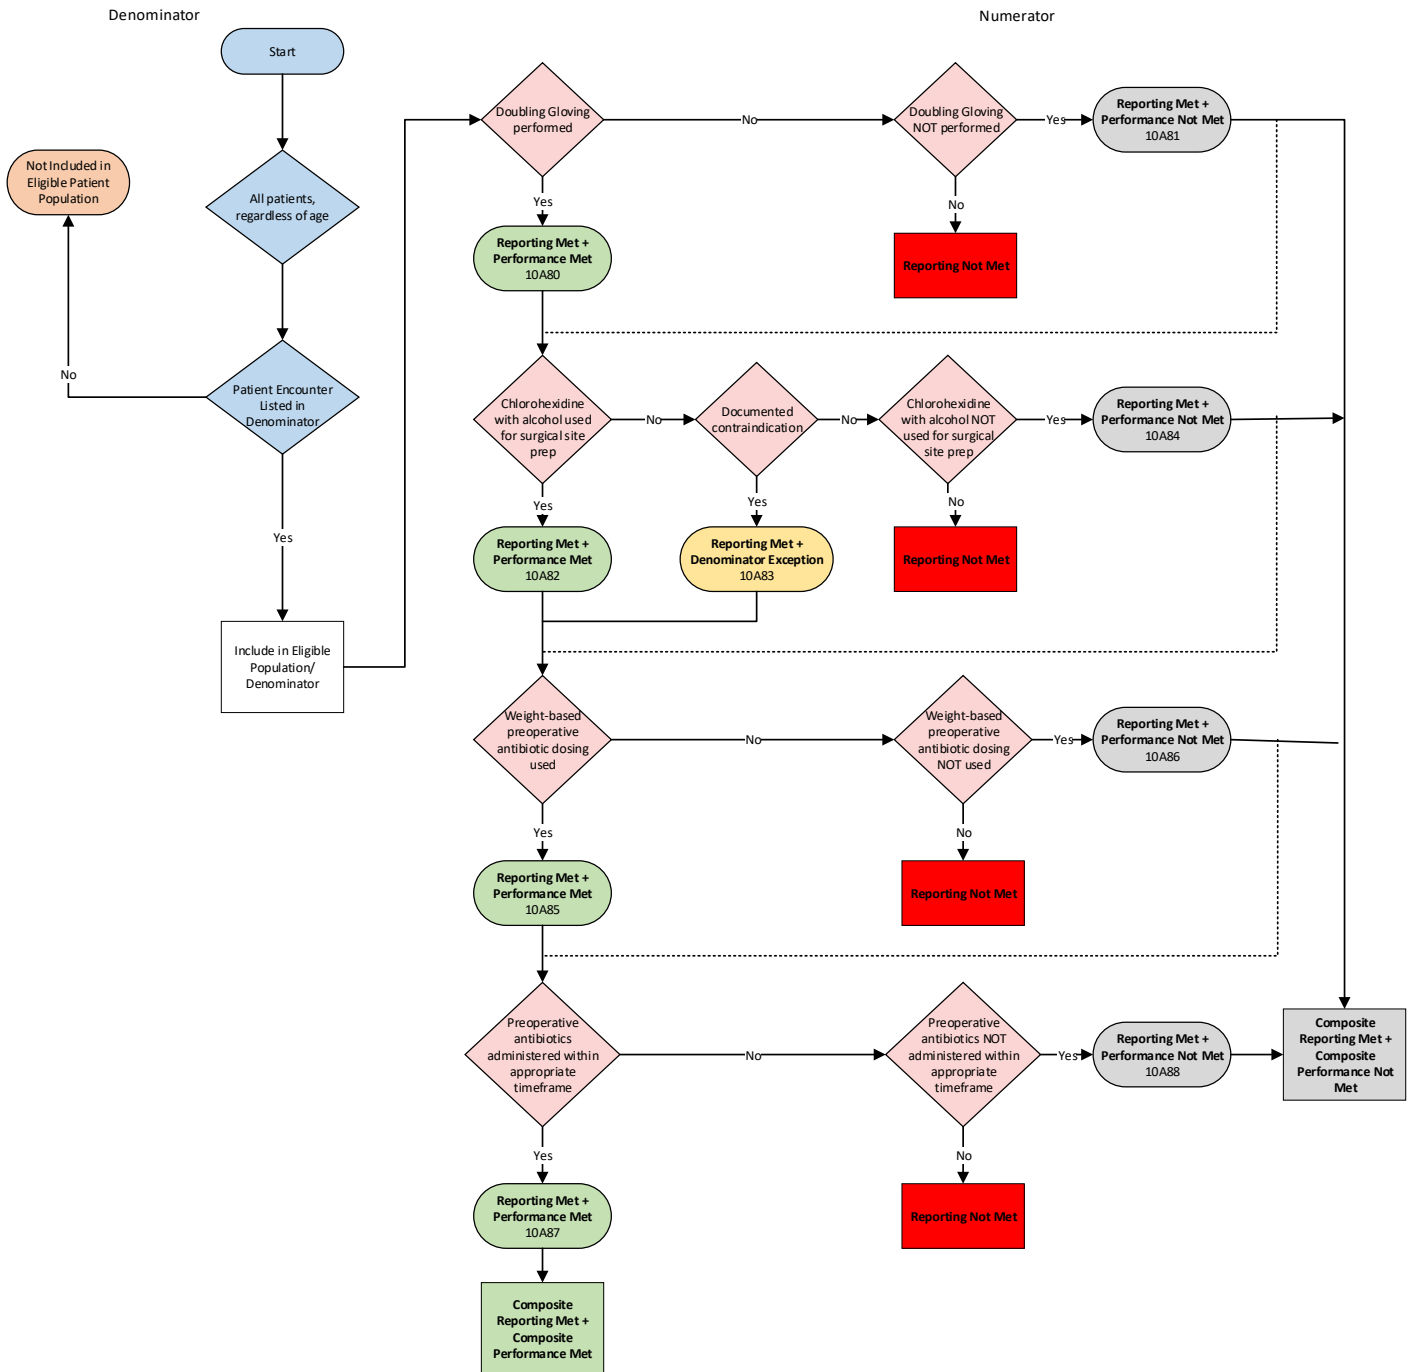 Denominator
Numerator
Start
All patients,
regardless of age
Not Included in
Eligible Patient
Population
No
Patient Encounter
Listed in
Denominator
Yes
Include in Eligible
Population/
Denominator
Doubling Gloving
performed
No
Doubling Gloving
NOT performed
Yes
Reporting Met +
Performance Not Met
10A81
Yes
No
Reporting Met +
Performance Met
10A80
Reporting Not Met
Chlorohexidine
with alcohol used
for surgical site
prep
No
Documented
contraindication
No
Chlorohexidine
with alcohol NOT
used for surgical
site prep
Yes
Reporting Met +
Performance Not Met
10A84
Yes
Yes
No
Reporting Met +
Performance Met
10A82
Reporting Met +
Denominator Exception
10A83
Reporting Not Met
Weight-based
preoperative
antibiotic dosing
used
No
Weight-based
preoperative
antibiotic dosing
NOT used
Yes
Reporting Met +
Performance Not Met
10A86
Yes
No
Reporting Met +
Performance Met
10A85
Reporting Not Met
Preoperative
antibiotics
administered within
appropriate
timeframe
No
Preoperative
antibiotics NOT
administered within
appropriate
timeframe
Yes
Reporting Met +
Performance Not Met
10A88
Composite
Reporting Met +
Composite
Performance Not
Met
Yes
No
Reporting Met +
Performance Met
10A87
Reporting Not Met
Composite
Reporting Met +
Composite
Performance Met